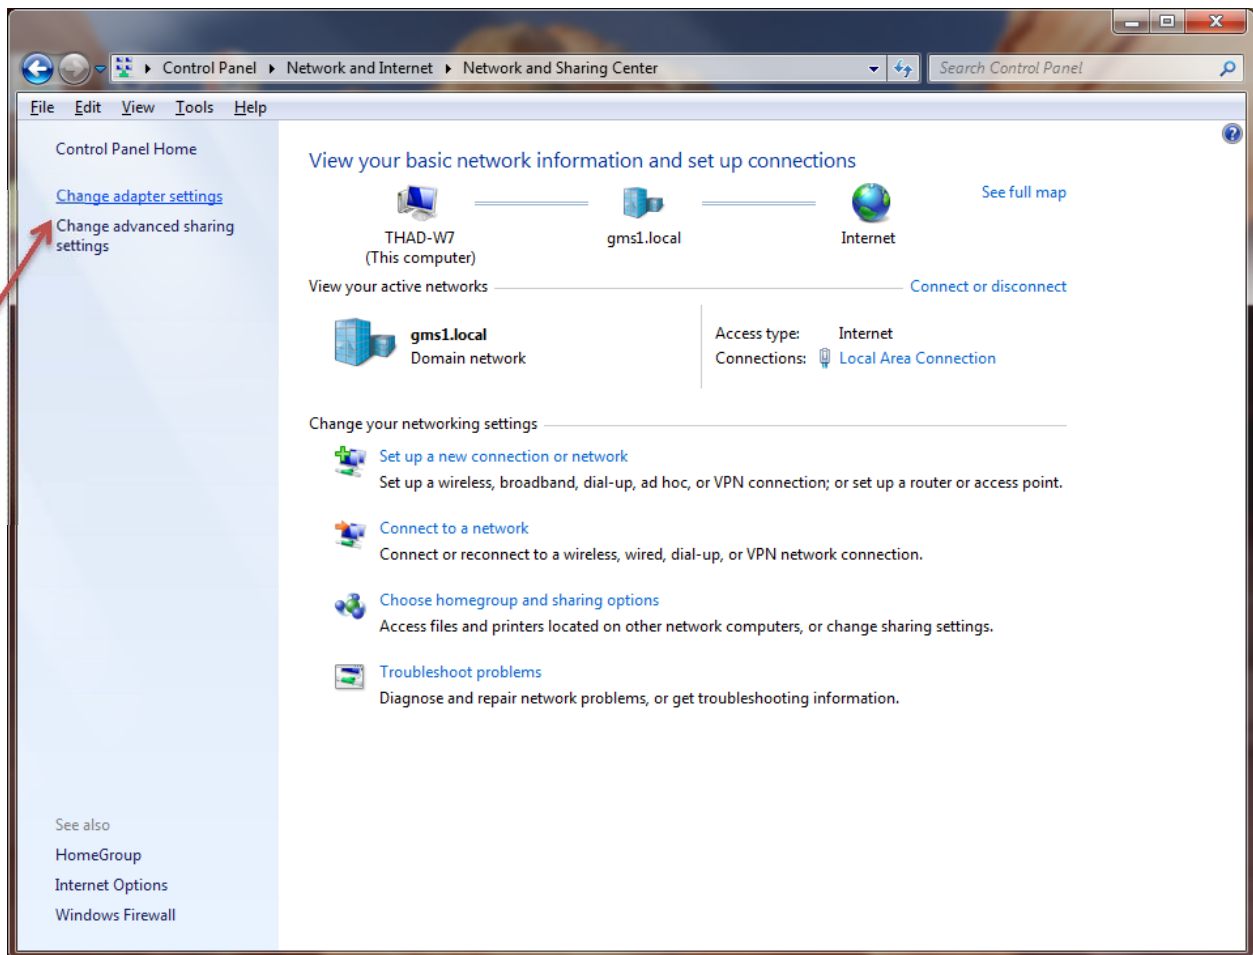 Control Panel Network and Internet Network and Sharing Center Search Control Panel
File Edit View Tools Help
Control Panel Home
Change adapter settings
Change advanced sharing
settings
View your basic network information and set up connections
See full map
THAD-W7
(This computer)
gms1.local
Internet
View your active networks
Connect or disconnect
gms1.local
Domain network
Access type: Internet
Connections: Local Area Connection
Change your networking settings
Set up a new connection or network
Set up a wireless, broadband, dial-up, ad hoc, or VPN connection; or set up a router or access point.
Connect to a network
Connect or reconnect to a wireless, wired, dial-up, or VPN network connection.
Choose homegroup and sharing options
Access files and printers located on other network computers, or change sharing settings.
Troubleshoot problems
Diagnose and repair network problems, or get troubleshooting information.
See also
HomeGroup
Internet Options
Windows Firewall